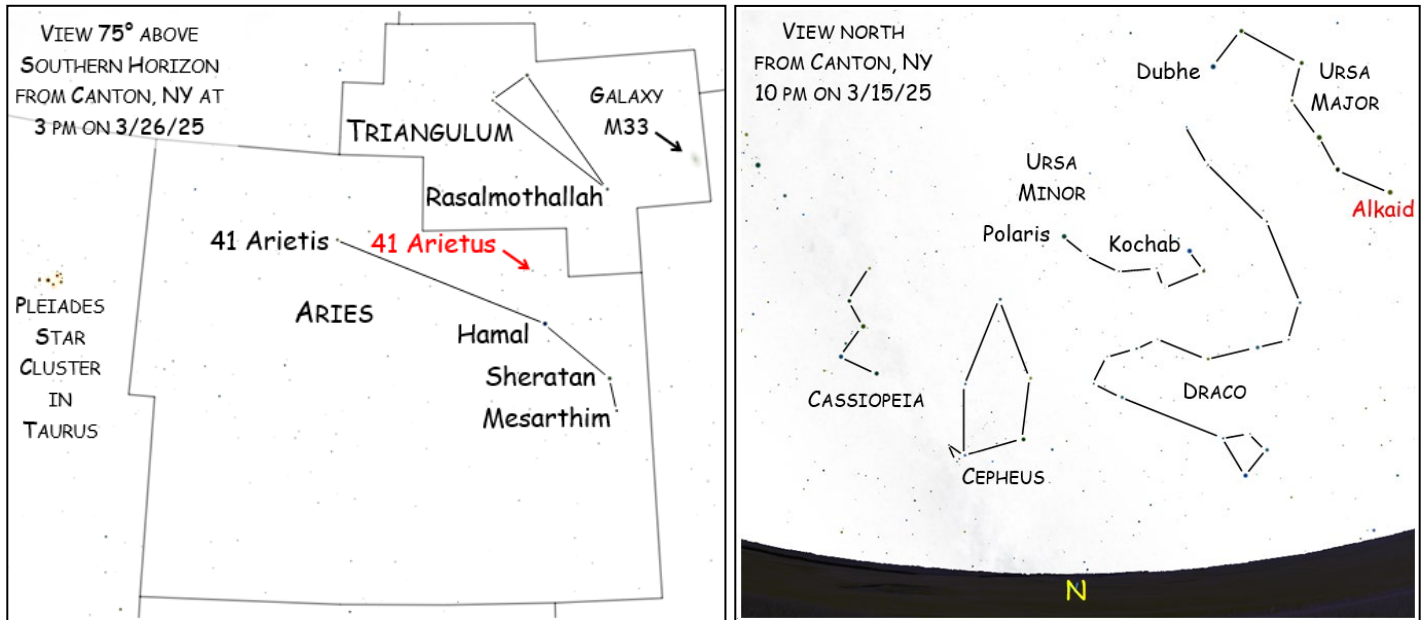 VIEW 75° ABOVE
SOUTHERN HORIZON
FROM CANTON, NY AT
3 PM ON 3/26/25
GALAXY
M33
TRIANGULUM
Rasalmothallah
41 Arietis
41 Arietus
ARIES
PLEIADES
STAR
CLUSTER
IN
TAURUS
Hamal
Sheratan
Mesarthim
VIEW NORTH
FROM CANTON, NY
10 PM ON 3/15/25
Dubhe
URSA
MAJOR
URSA
MINOR
Alkaid
Polaris
Kochab
CASSIOPEIA
DRACO
CEPHEUS
N